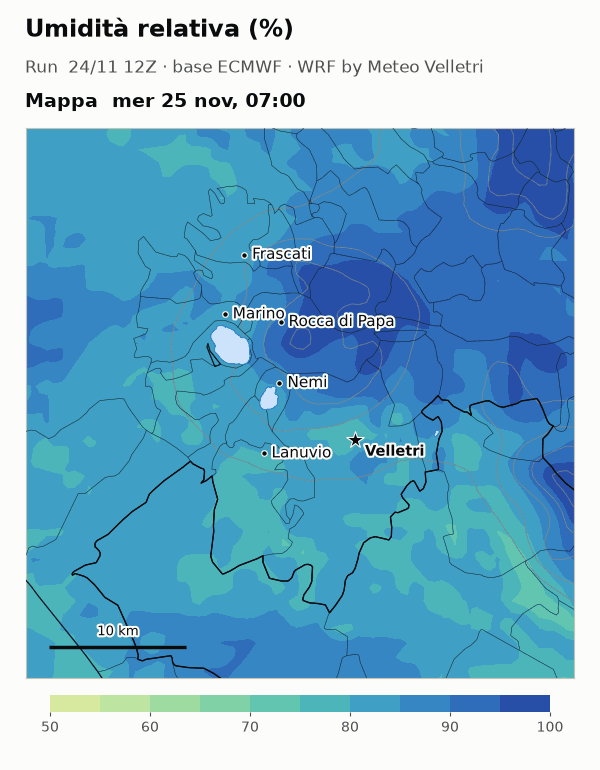 Umidità relativa (%)
Run  24/11 12Z · base ECMWF · WRF by Meteo Velletri
Mappa  mer 25 nov, 07:00
Frascati
Marino
Rocca di Papa
Nemi
Lanuvio
Velletri
10 km
50 60 70 80 90 100